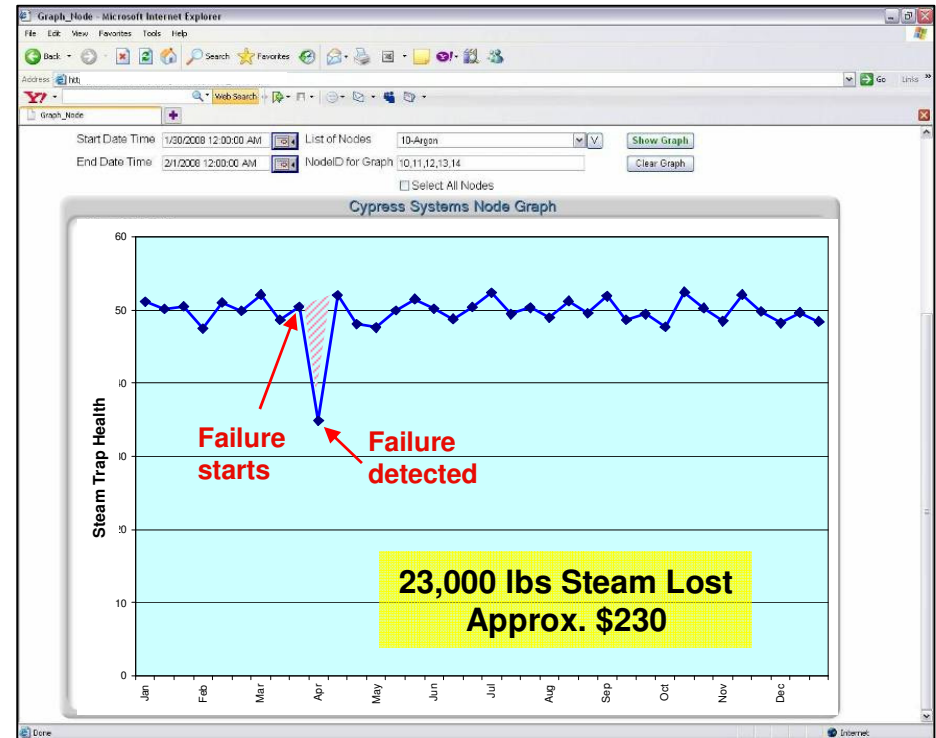 Graph_Node - Microsoft Internet Explorer
File Edit View Favorites Tools Help
Back Search Favorites
Address Go Links »
Y! Web Search
Graph_Node
Start Date Time 1/30/2008 12:00:00 AM List of Nodes 10-Argon V Show Graph
End Date Time 2/1/2008 12:00:00 AM NodeID for Graph 10,11,12,13,14 Clear Graph
Select All Nodes
Cypress Systems Node Graph
60
50
Steam Trap Health
Failure starts
Failure detected
23,000 lbs Steam Lost
Approx. $230
10
0
Jan Feb Mar Apr May Jun Jul Aug Sep Oct Nov Dec
Done Internet